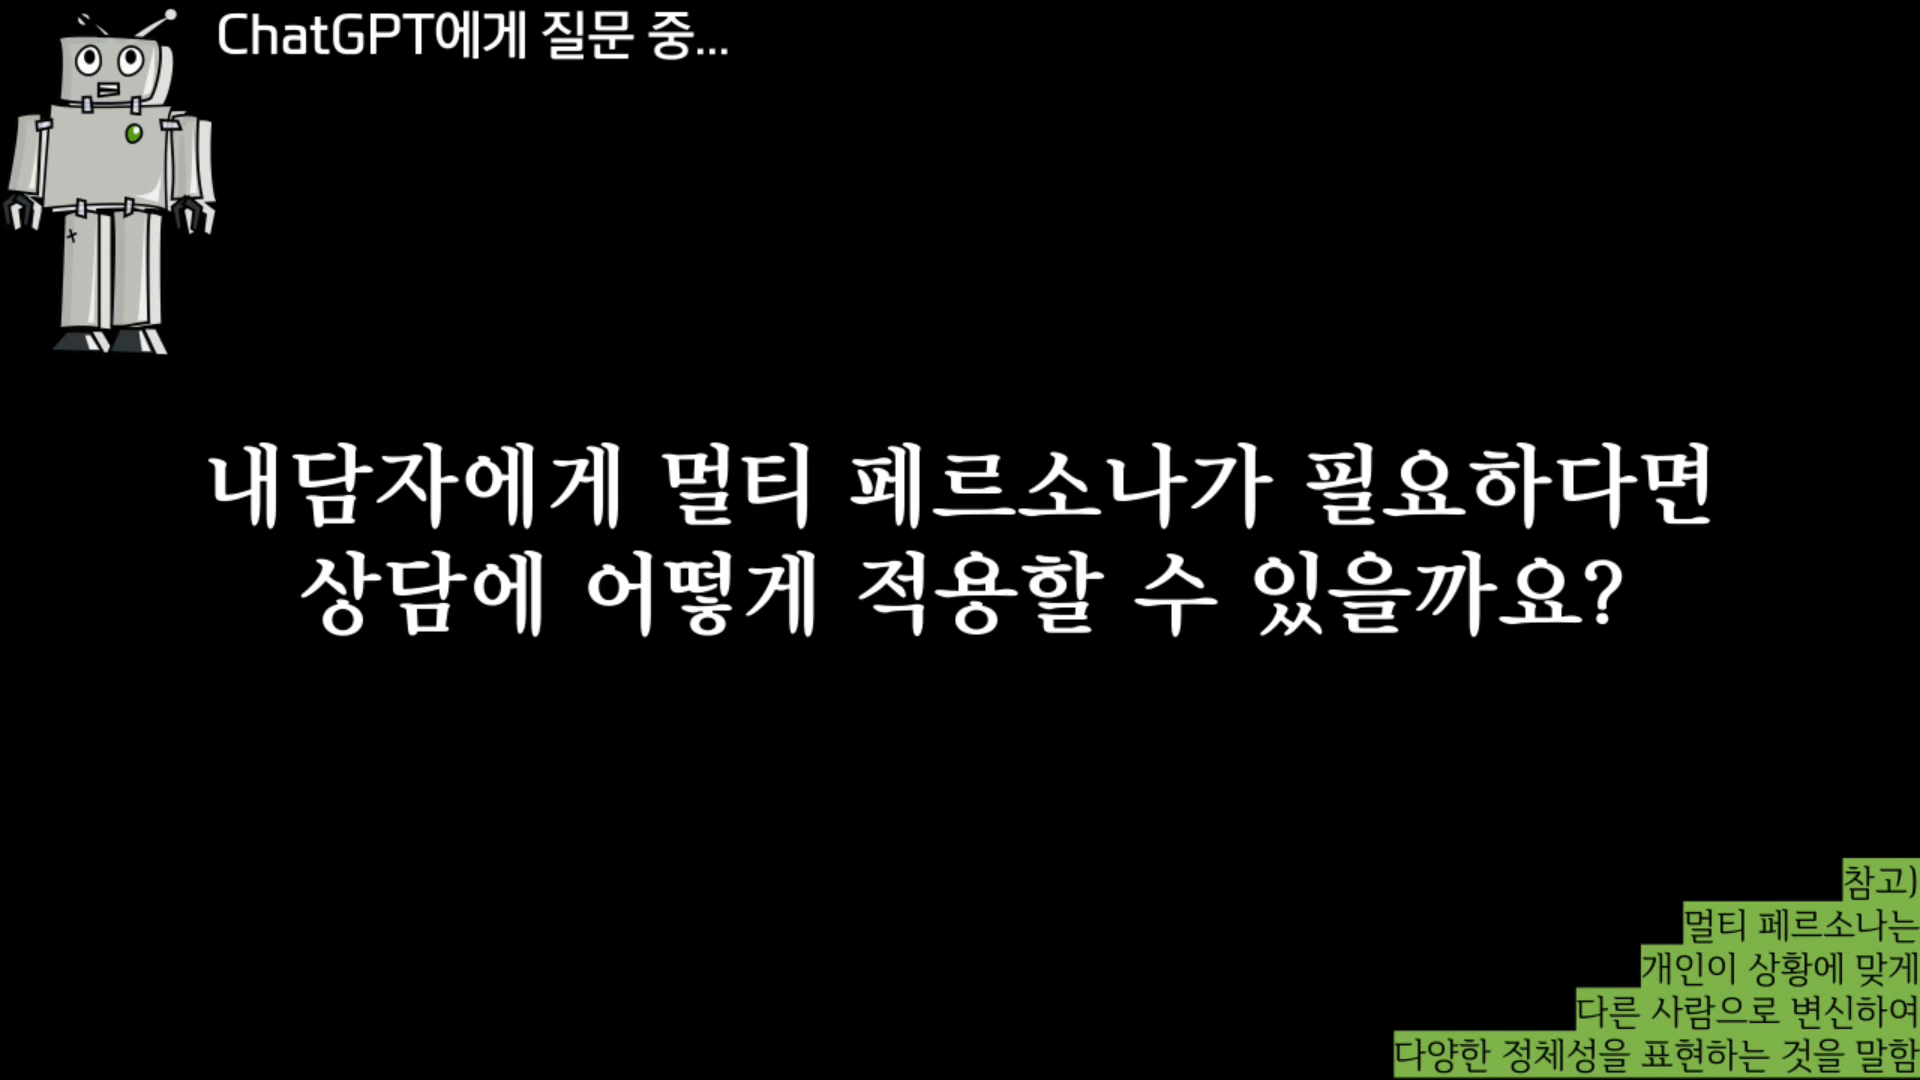 ChatGPT에게 질문 중...
내담자에게 멀티 페르소나가 필요하다면
상담에 어떻게 적용할 수 있을까요?
참고)
멀티 페르소나는
개인이 상황에 맞게
다른 사람으로 변신하여
다양한 정체성을 표현하는 것을 말함